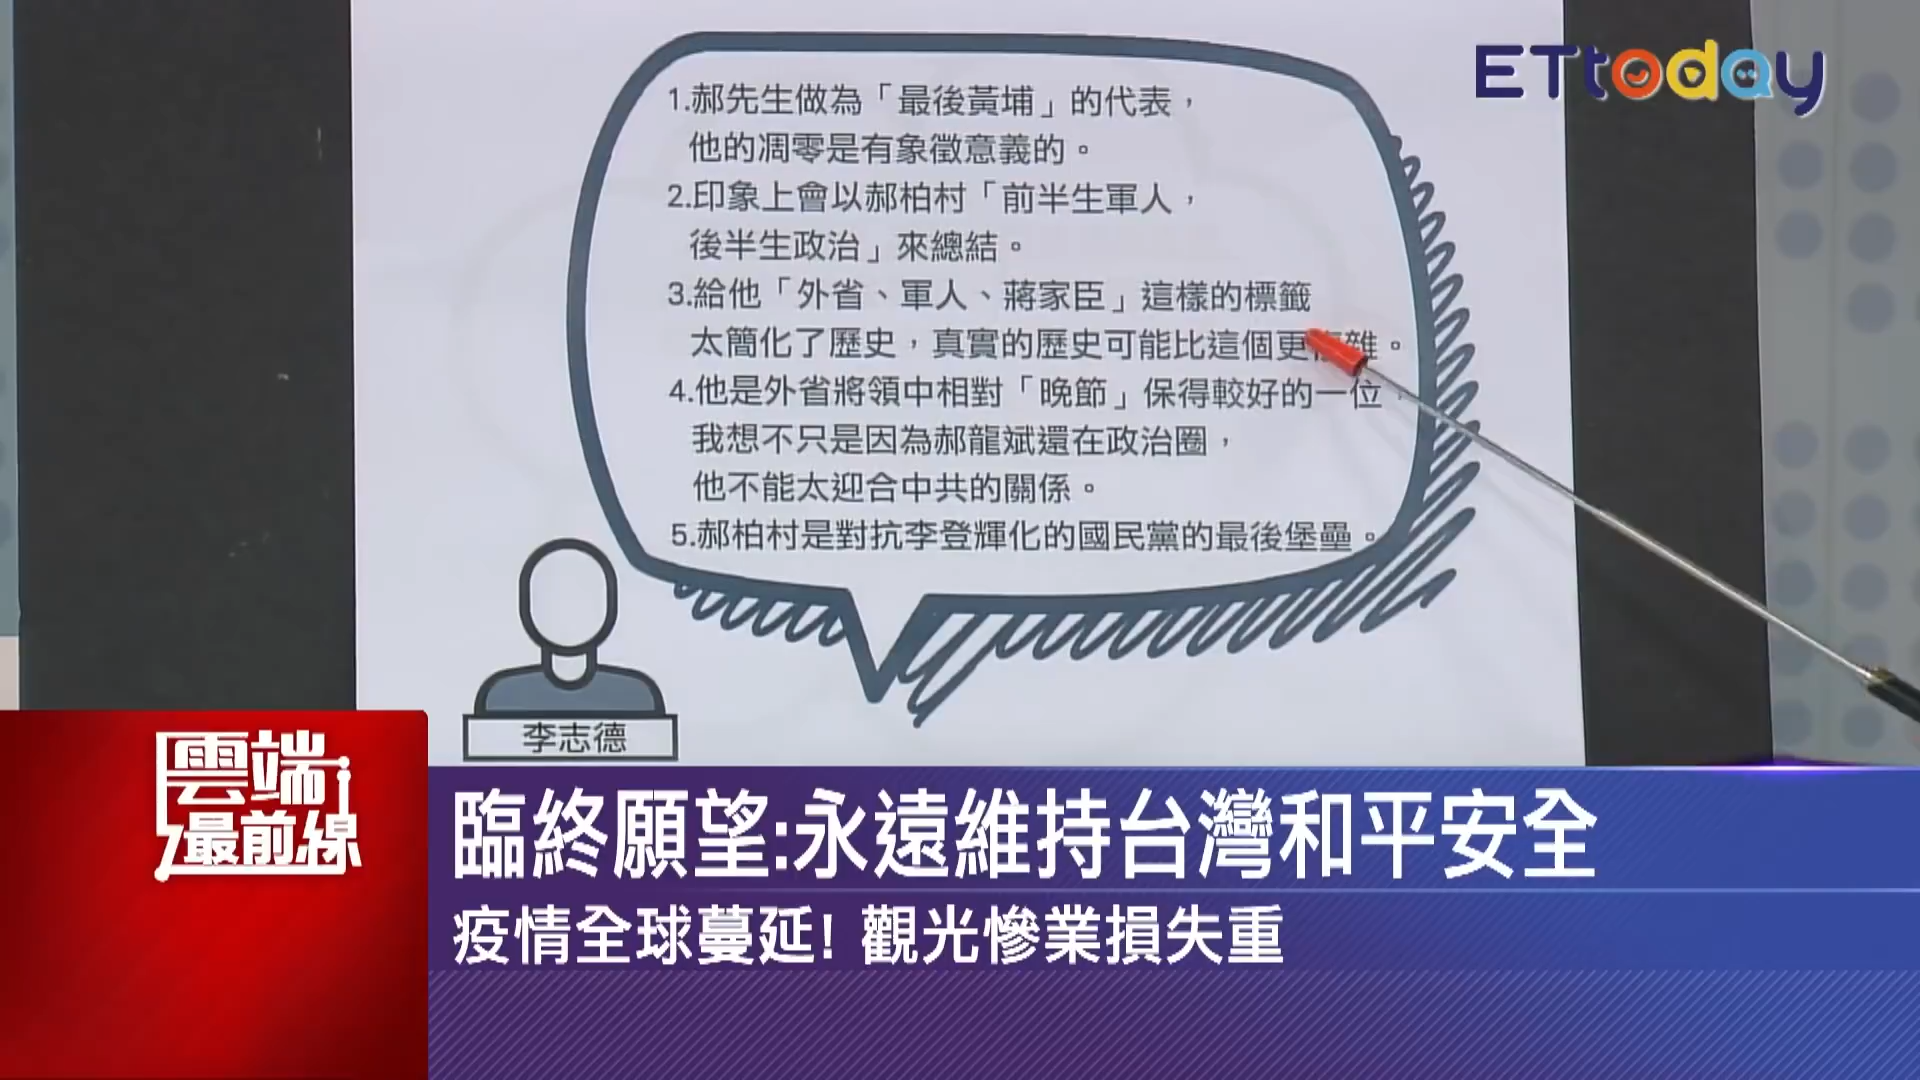 ETtoday
1.郝先生做為「最後黃埔」的代表，
他的凋零是有象徵意義的。
2.印象上會以郝柏村「前半生軍人，
後半生政治」來總結。
3.給他「外省、軍人、蔣家臣」這樣的標籤
太簡化了歷史，真實的歷史可能比這個更雜。
4.他是外省將領中相對「晚節」保得較好的一位，
我想不只是因為郝龍斌還在政治圈，
他不能太迎合中共的關係。
5.郝柏村是對抗李登輝化的國民黨的最後堡壘。
李志德
雲端
最前線
臨終願望:永遠維持台灣和平安全
疫情全球蔓延! 觀光慘業損失重